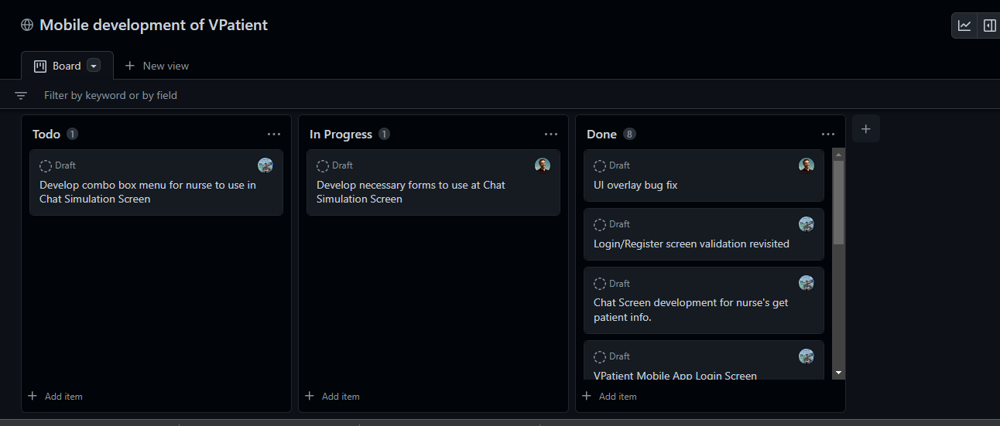 Mobile development of VPatient
Board
New view
Filter by keyword or by field
Todo 1
Draft
Develop combo box menu for nurse to use in
Chat Simulation Screen
Add item
In Progress 1
Draft
Develop necessary forms to use at Chat
Simulation Screen
Add item
Done 8
Draft
UI overlay bug fix
Draft
Login/Register screen validation revisited
Draft
Chat Screen development for nurse's get
patient info.
Draft
VPatient Mobile App Login Screen
Add item